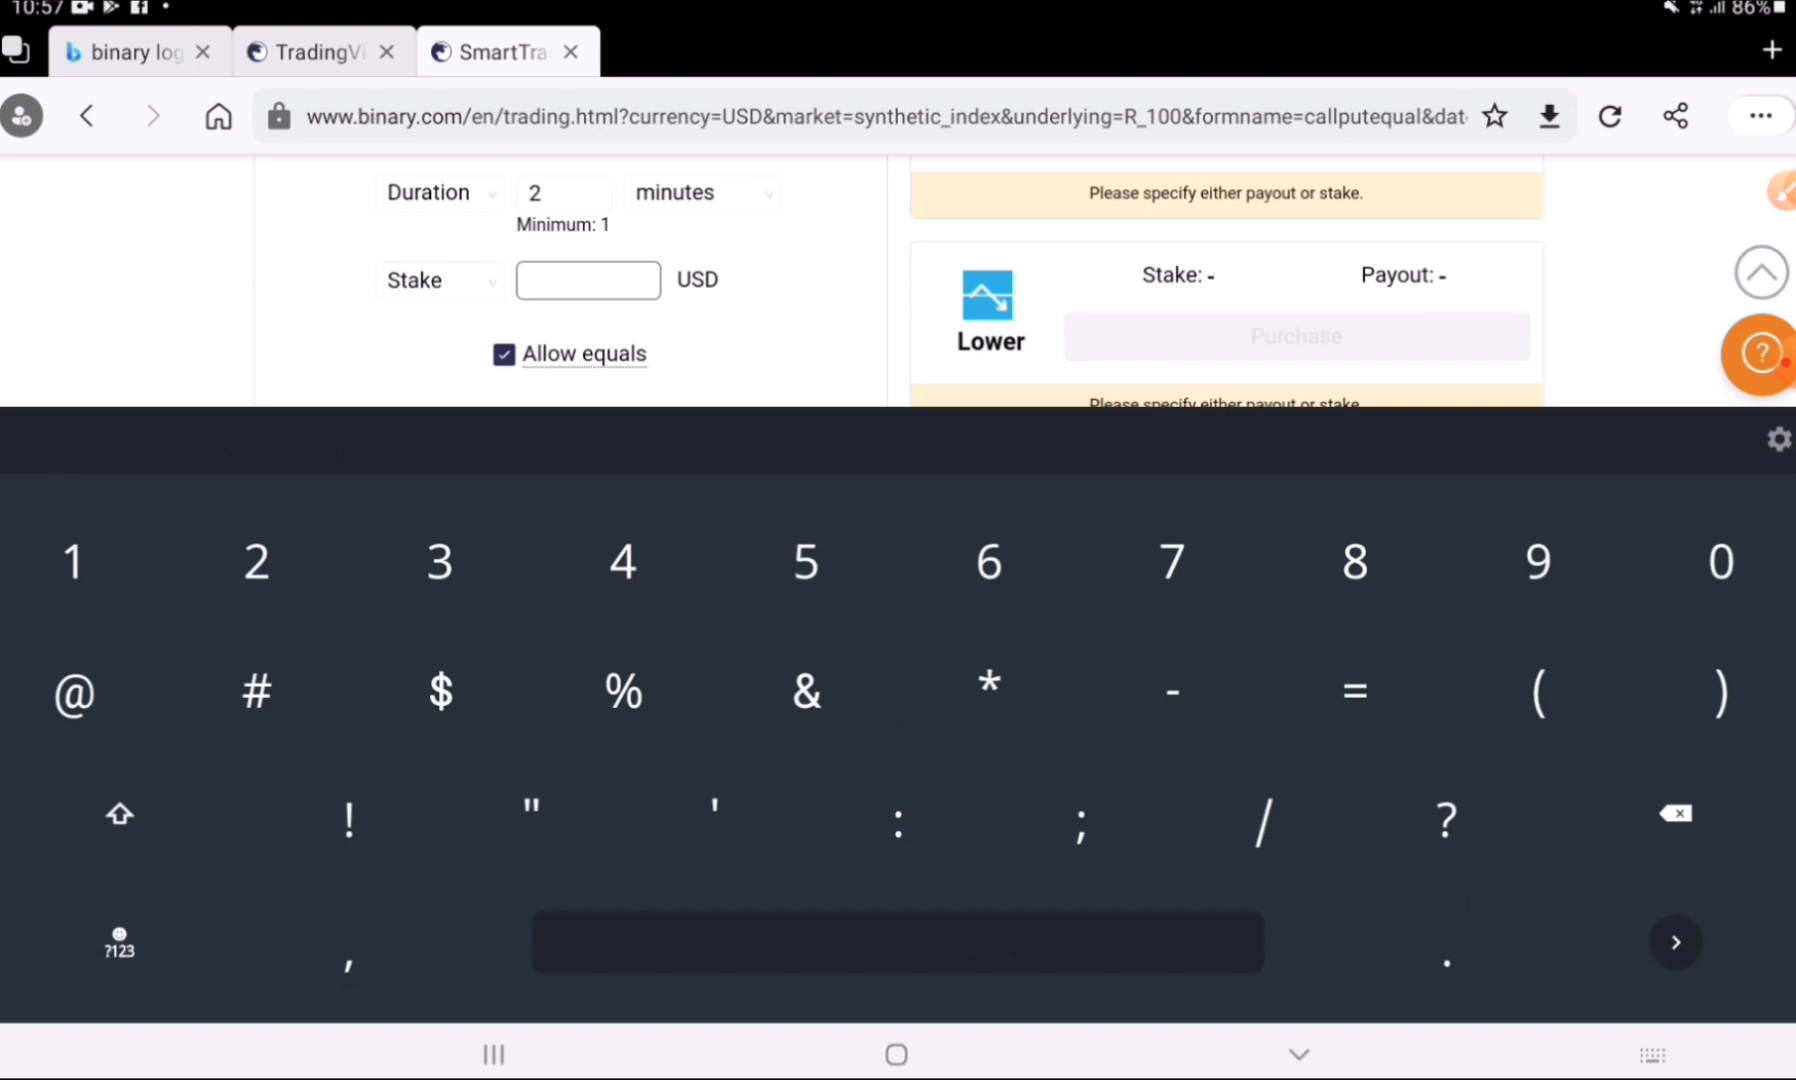 10:57
86%
binary log
TradingVi
SmartTra
www.binary.com/en/trading.html?currency=USD&market=synthetic_index&underlying=R_100&formname=callputequal&dat
Duration 2 minutes
Minimum: 1
Stake USD
Allow equals
Please specify either payout or stake.
Stake: - Payout: -
Lower
Purchase
Please specify either payout or stake
?
1 2 3 4 5 6 7 8 9 0
@ # $ % & * - = ( )
! " ' : ; / ?
?123 , .